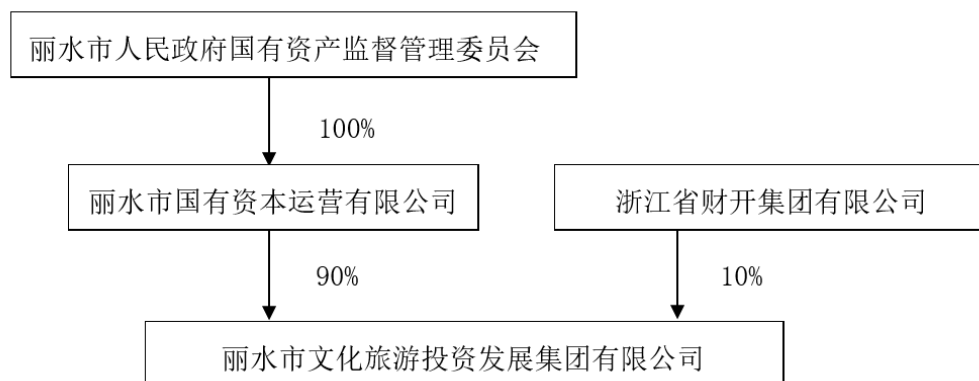 丽水市人民政府国有资产监督管理委员会
100%
丽水市国有资本运营有限公司
浙江省财开集团有限公司
90%
10%
丽水市文化旅游投资发展集团有限公司